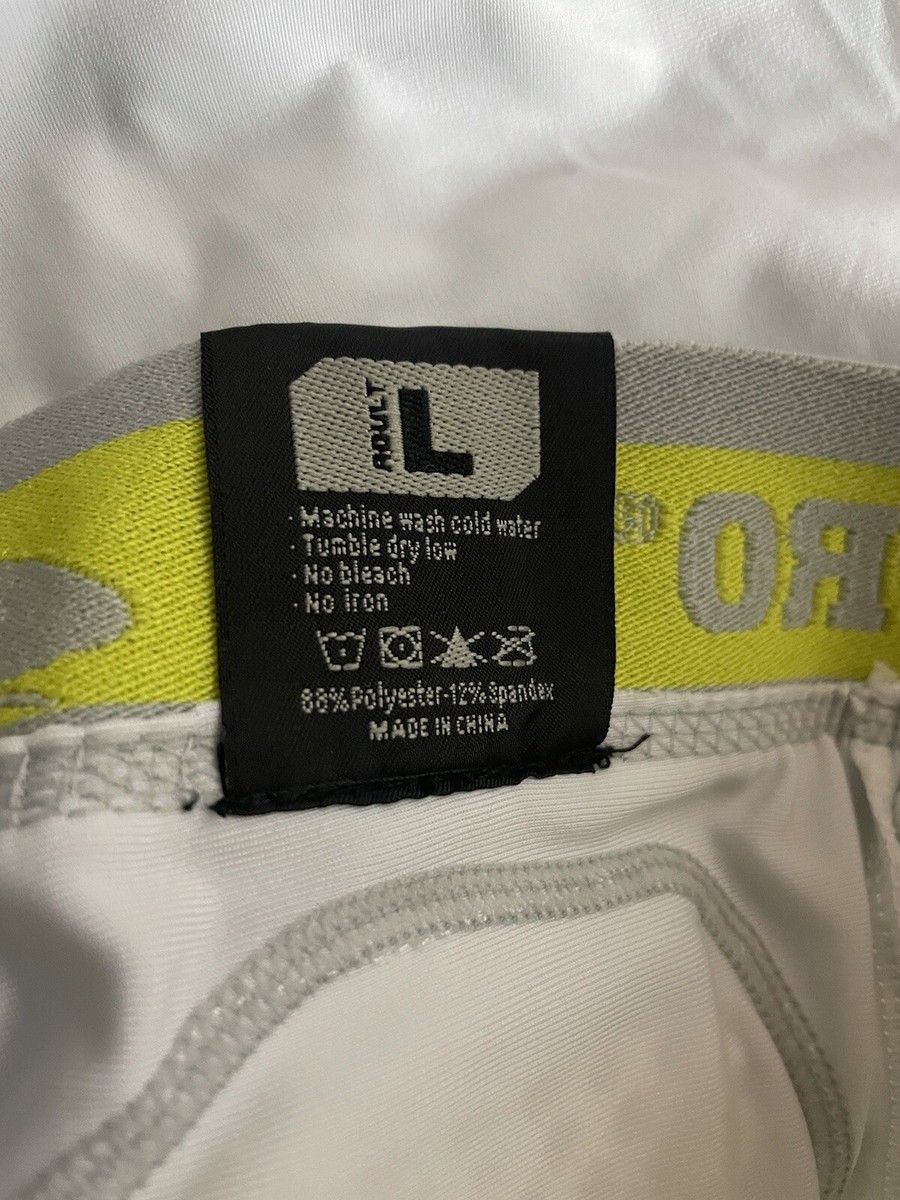 ADULT L
· Machine wash cold water
· Tumble dry low
· No bleach
· No iron
88% Polyester-12% Spandex
MADE IN CHINA
TRO®